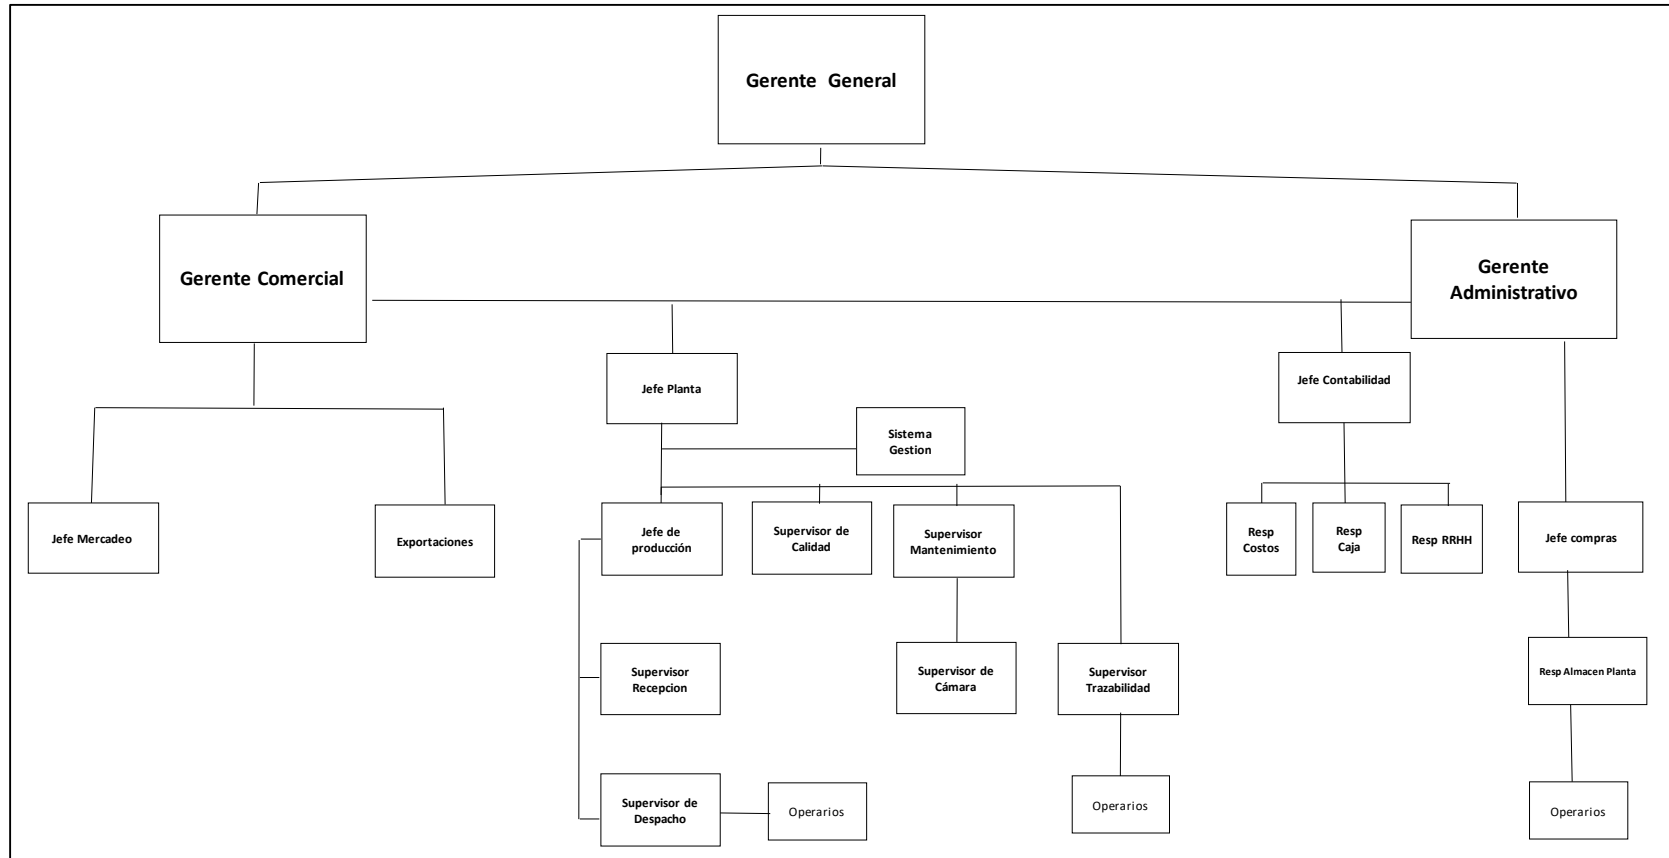 Gerente General
Gerente Comercial
Gerente
Administrativo
Jefe Planta
Jefe Contabilidad
Sistema
Gestion
Jefe Mercadeo
Exportaciones
Jefe de
producción
Supervisor de
Calidad
Supervisor
Mantenimiento
Resp
Costos
Resp
Caja
Resp RRHH
Jefe compras
Supervisor
Recepcion
Supervisor de
Cámara
Supervisor
Trazabilidad
Resp Almacen Planta
Supervisor de
Despacho
Operarios
Operarios
Operarios